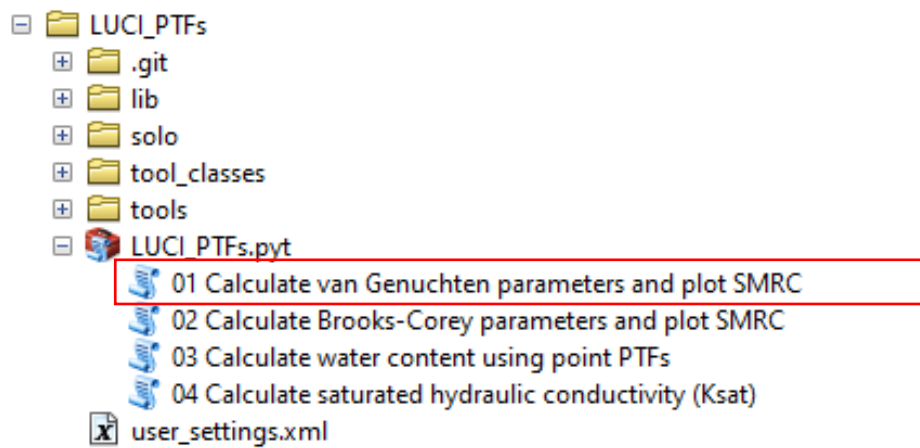 LUCI_PTFs
.git
lib
solo
tool_classes
tools
LUCI_PTFs.pyt
01 Calculate van Genuchten parameters and plot SMRC
02 Calculate Brooks-Corey parameters and plot SMRC
03 Calculate water content using point PTFs
04 Calculate saturated hydraulic conductivity (Ksat)
user_settings.xml